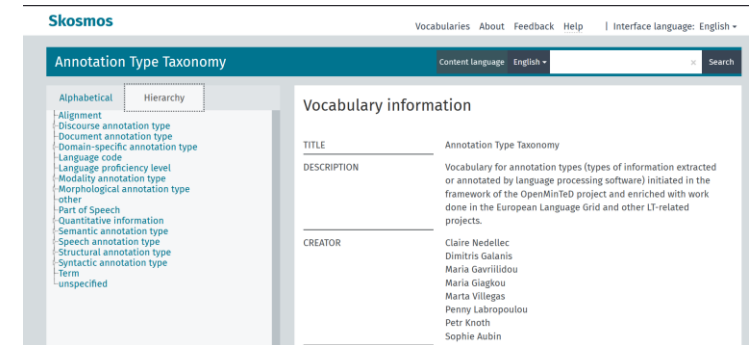 Skosmos
Vocabularies About Feedback Help | Interface language: English
Annotation Type Taxonomy
Content language English
× Search
Alphabetical Hierarchy
Alignment
Discourse annotation type
Document annotation type
Domain-specific annotation type
Language code
Language proficiency level
Modality annotation type
Morphological annotation type
other
Part of Speech
Quantitative information
Semantic annotation type
Speech annotation type
Structural annotation type
Syntactic annotation type
Term
unspecified
Vocabulary information
TITLE
Annotation Type Taxonomy
DESCRIPTION
Vocabulary for annotation types (types of information extracted
or annotated by language processing software) initiated in the
framework of the OpenMinTeD project and enriched with work
done in the European Language Grid and other LT-related
projects.
CREATOR
Claire Nedellec
Dimitris Galanis
Maria Gavriilidou
Maria Giagkou
Marta Villegas
Penny Labropoulou
Petr Knoth
Sophie Aubin